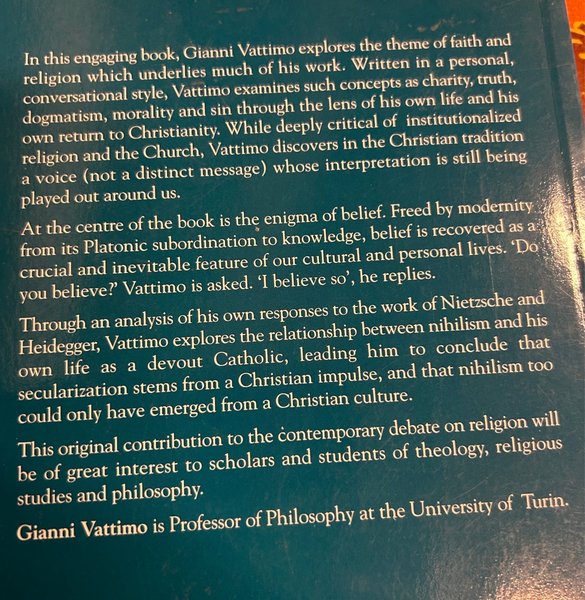 In this engaging book, Gianni Vattimo explores the theme of faith and
religion which underlies much of his work. Written in a personal,
conversational style, Vattimo examines such concepts as charity, truth,
dogmatism, morality and sin through the lens of his own life and his
own return to Christianity. While deeply critical of institutionalized
religion and the Church, Vattimo discovers in the Christian tradition
a voice (not a distinct message) whose interpretation is still being
played out around us.
At the centre of the book is the enigma of belief. Freed by modernity
from its Platonic subordination to knowledge, belief is recovered as a
crucial and inevitable feature of our cultural and personal lives. ‘Do
you believe?’ Vattimo is asked. ‘I believe so’, he replies.
Through an analysis of his own responses to the work of Nietzsche and
Heidegger, Vattimo explores the relationship between nihilism and his
own life as a devout Catholic, leading him to conclude that
secularization stems from a Christian impulse, and that nihilism too
could only have emerged from a Christian culture.
This original contribution to the contemporary debate on religion will
be of great interest to scholars and students of theology, religious
studies and philosophy.
Gianni Vattimo is Professor of Philosophy at the University of Turin.